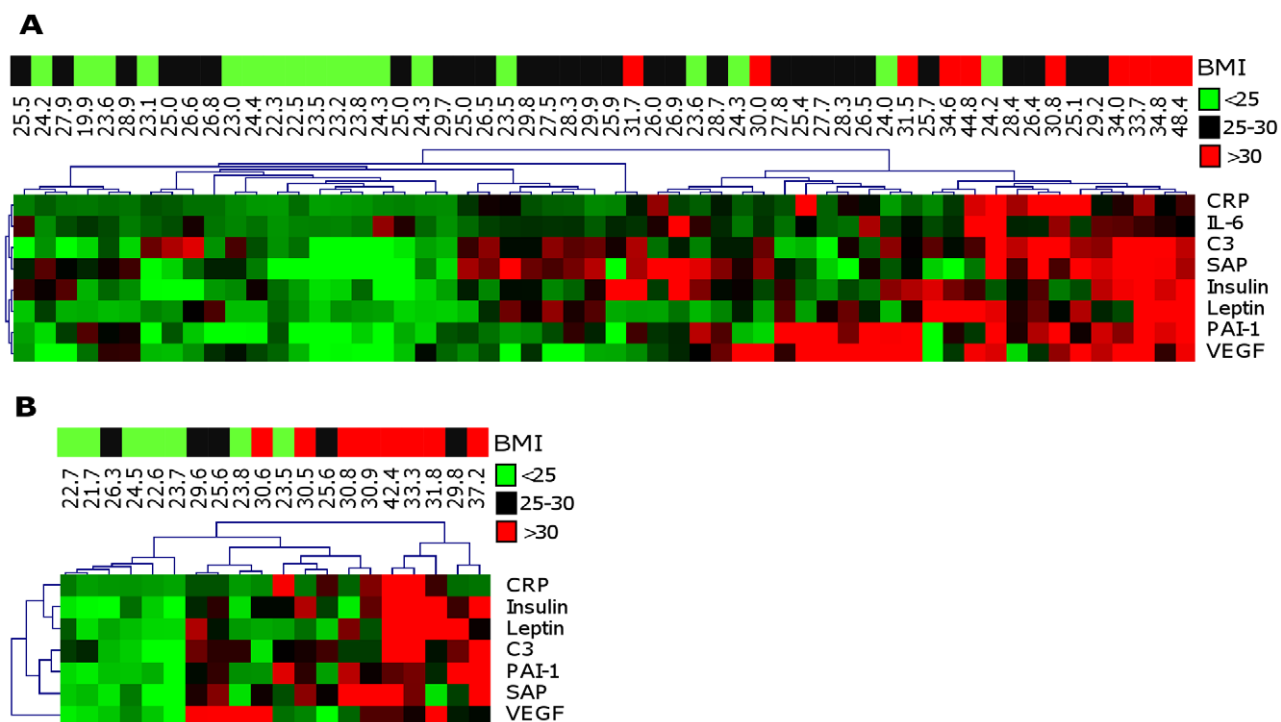 A
BMI
<25
25-30
>30
25.5 24.2 27.9 19.9 23.6 28.9 23.1 25.0 26.6 26.8 23.0 24.4 22.3 22.5 23.5 23.2 23.8 24.3 25.0 24.3 29.7 25.0 26.5 23.5 29.8 27.5 28.3 29.9 25.9 31.7 26.0 26.9 23.6 28.7 24.3 30.0 27.8 25.4 27.7 28.3 26.5 24.0 31.5 25.7 34.6 44.8 24.2 28.4 26.4 30.8 25.1 29.2 34.0 33.7 34.8 48.4
CRP
IL-6
C3
SAP
Insulin
Leptin
PAI-1
VEGF
B
BMI
<25
25-30
>30
22.7 21.7 26.3 24.5 22.6 23.7 29.6 25.6 23.8 30.6 23.5 30.5 25.6 30.8 30.9 42.4 33.3 31.8 29.8 37.2
CRP
Insulin
Leptin
C3
PAI-1
SAP
VEGF